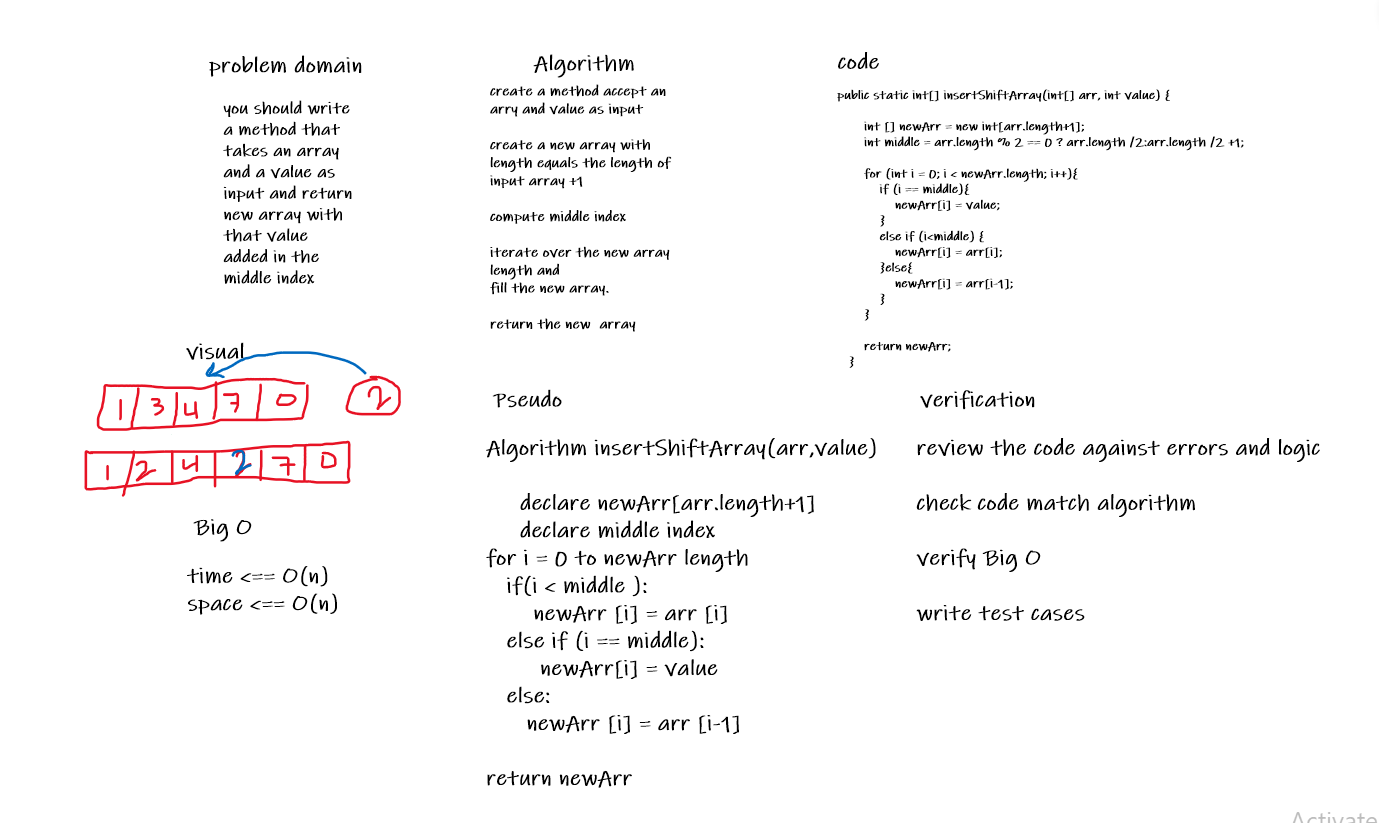 problem domain
you should write
a method that
takes an array
and a value as
input and return
new array with
that value
added in the
middle index
visual
1 3 4 7 0 2
1 2 4 2 7 0
Big O
time <== O(n)
space <== O(n)
Algorithm
create a method accept an
arry and value as input
create a new array with
length equals the length of
input array +1
compute middle index
iterate over the new array
length and
fill the new array.
return the new array
code
public static int[] insertShiftArray(int[] arr, int value) {
int [] newArr = new int[arr.length+1];
int middle = arr.length % 2 == 0 ? arr.length /2:arr.length /2 +1;
for (int i = 0; i < newArr.length; i++){
if (i == middle){
newArr[i] = value;
}
else if (i<middle) {
newArr[i] = arr[i];
}else{
newArr[i] = arr[i-1];
}
}
return newArr;
}
Pseudo
Algorithm insertShiftArray(arr,value)
declare newArr[arr.length+1]
declare middle index
for i = 0 to newArr length
if(i < middle ):
newArr [i] = arr [i]
else if (i == middle):
newArr[i] = value
else:
newArr [i] = arr [i-1]
return newArr
verification
review the code against errors and logic
check code match algorithm
verify Big O
write test cases
Activate